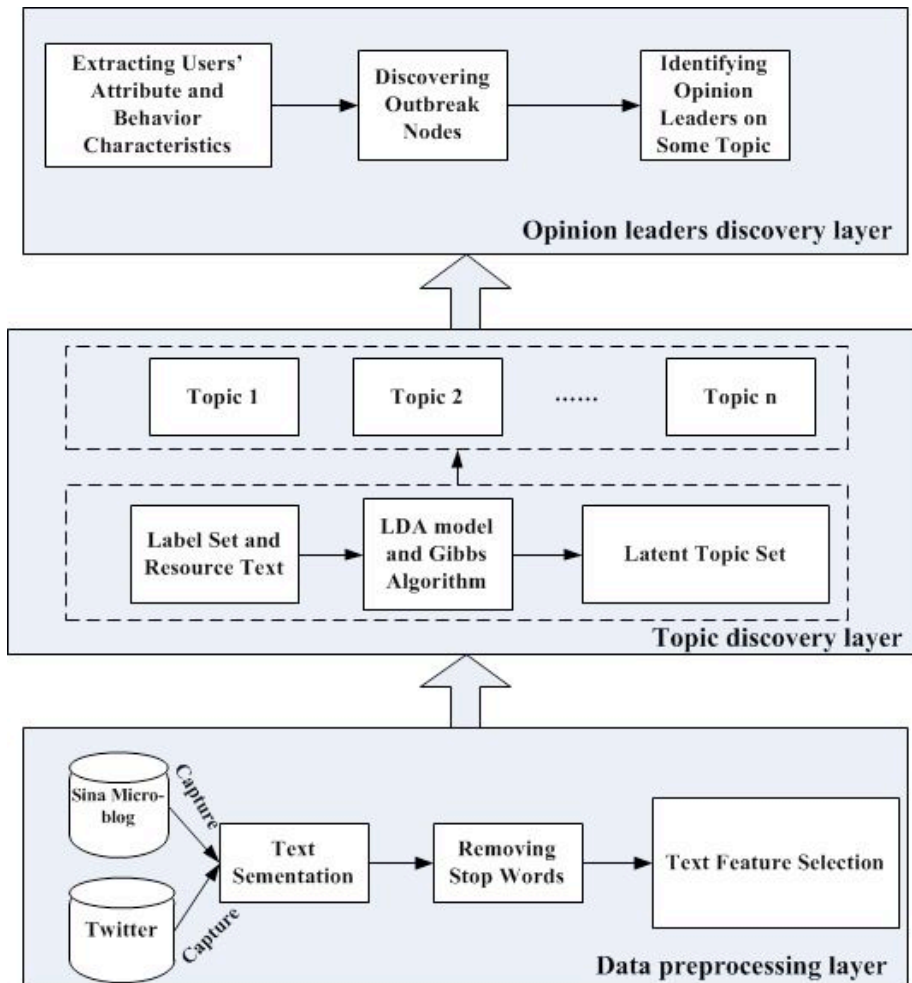 Extracting Users'
Attribute and
Behavior
Characteristics
Discovering
Outbreak
Nodes
Identifying
Opinion
Leaders on
Some Topic
Opinion leaders discovery layer
Topic 1
Topic 2
......
Topic n
Label Set and
Resource Text
LDA model
and Gibbs
Algorithm
Latent Topic Set
Topic discovery layer
Sina Micro-
blog
Capture
Twitter
Capture
Text
Sementation
Removing
Stop Words
Text Feature Selection
Data preprocessing layer